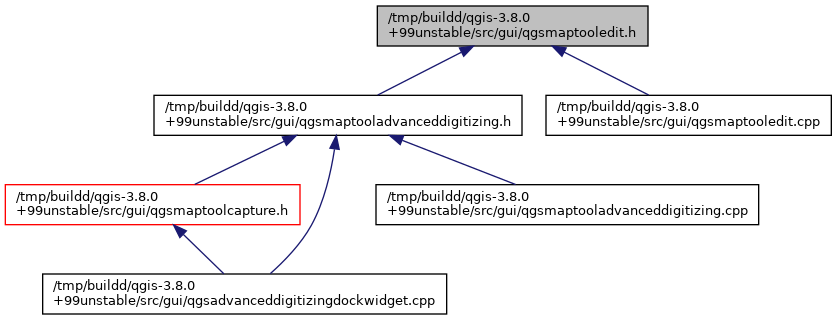 /tmp/buildd/qgis-3.8.0
+99unstable/src/gui/qgsmaptooledit.h
/tmp/buildd/qgis-3.8.0
+99unstable/src/gui/qgsmaptooladvanceddigitizing.h
/tmp/buildd/qgis-3.8.0
+99unstable/src/gui/qgsmaptooledit.cpp
/tmp/buildd/qgis-3.8.0
+99unstable/src/gui/qgsmaptoolcapture.h
/tmp/buildd/qgis-3.8.0
+99unstable/src/gui/qgsmaptooladvanceddigitizing.cpp
/tmp/buildd/qgis-3.8.0
+99unstable/src/gui/qgsadvanceddigitizingdockwidget.cpp